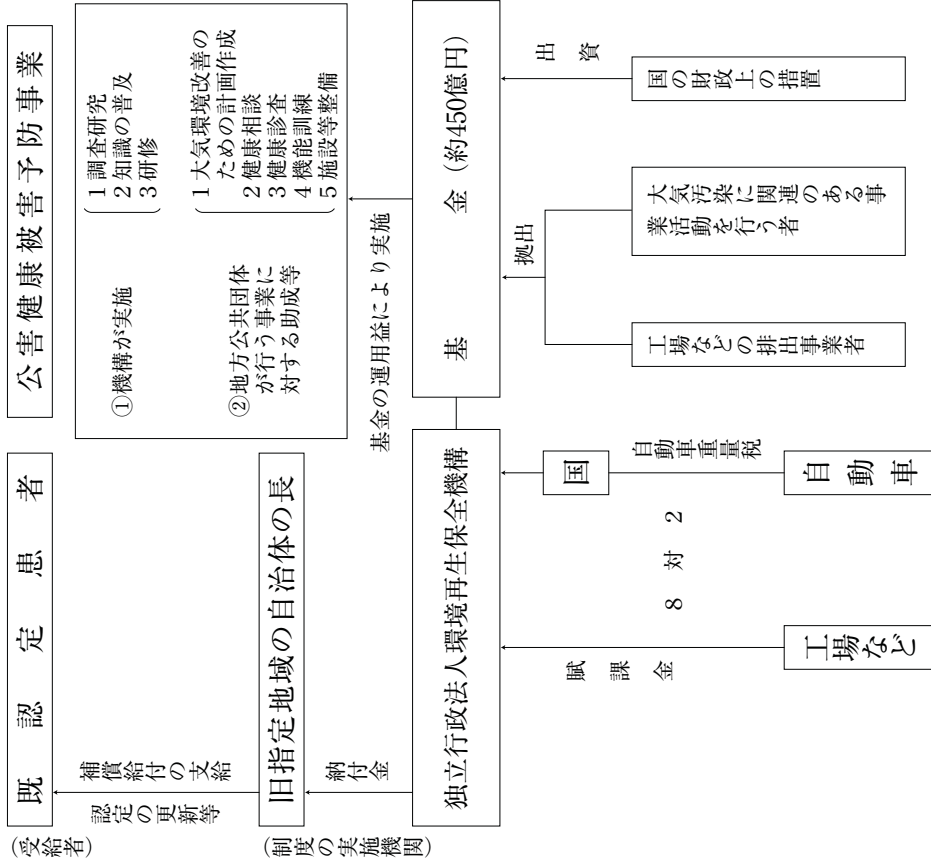 (受給者)
既認定患者
認定の更新等
補償給付の支給
(制度の実施機関)
旧指定地域の自治体の長
納付金
独立行政法人環境再生保全機構
賦課金
8対2
国
自動車重量税
工場など
自動車
公害健康被害予防事業
①機構が実施
1調査研究
2知識の普及
3研修
②地方公共団体
が行う事業に
対する助成等
1大気環境改善の
ための計画作成
2健康相談
3健康診査
4機能訓練
5施設等整備
基金の運用益により実施
基金(約450億円)
拠出
出資
工場などの排出事業者
大気汚染に関連のある事
業活動を行う者
国の財政上の措置